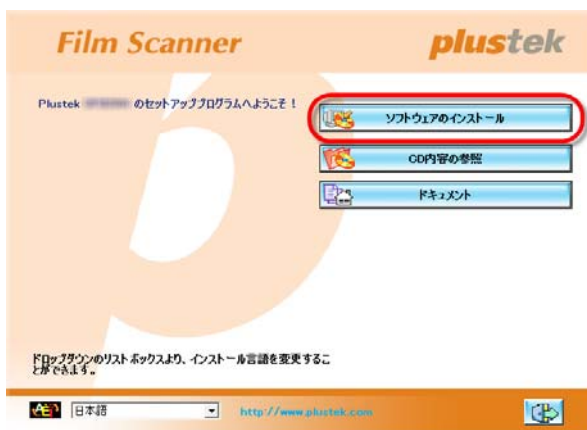 Film Scanner
plustek
Plustek のセットアッププログラムへようこそ！
ソフトウェアのインストール
CD内容の参照
ドキュメント
ドロップダウンのリストボックスより、インストール言語を変更するこ
とができます。
日本語
http://www.plustek.com